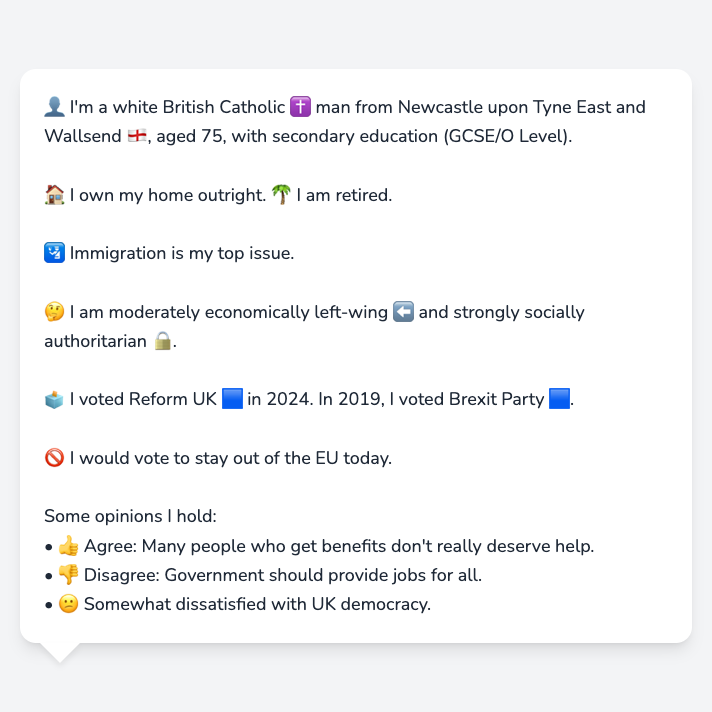 👤 I'm a white British Catholic ✝️ man from Newcastle upon Tyne East and
Wallsend 🏴󠁧󠁢󠁥󠁮󠁧󠁿, aged 75, with secondary education (GCSE/O Level).
🏠 I own my home outright. 🌴 I am retired.
🛂 Immigration is my top issue.
🤔 I am moderately economically left-wing ⬅️ and strongly socially
authoritarian 🔒.
🗳️ I voted Reform UK 🟦 in 2024. In 2019, I voted Brexit Party 🟦.
🚫 I would vote to stay out of the EU today.
Some opinions I hold:
• 👍 Agree: Many people who get benefits don't really deserve help.
• 👎 Disagree: Government should provide jobs for all.
• 😕 Somewhat dissatisfied with UK democracy.